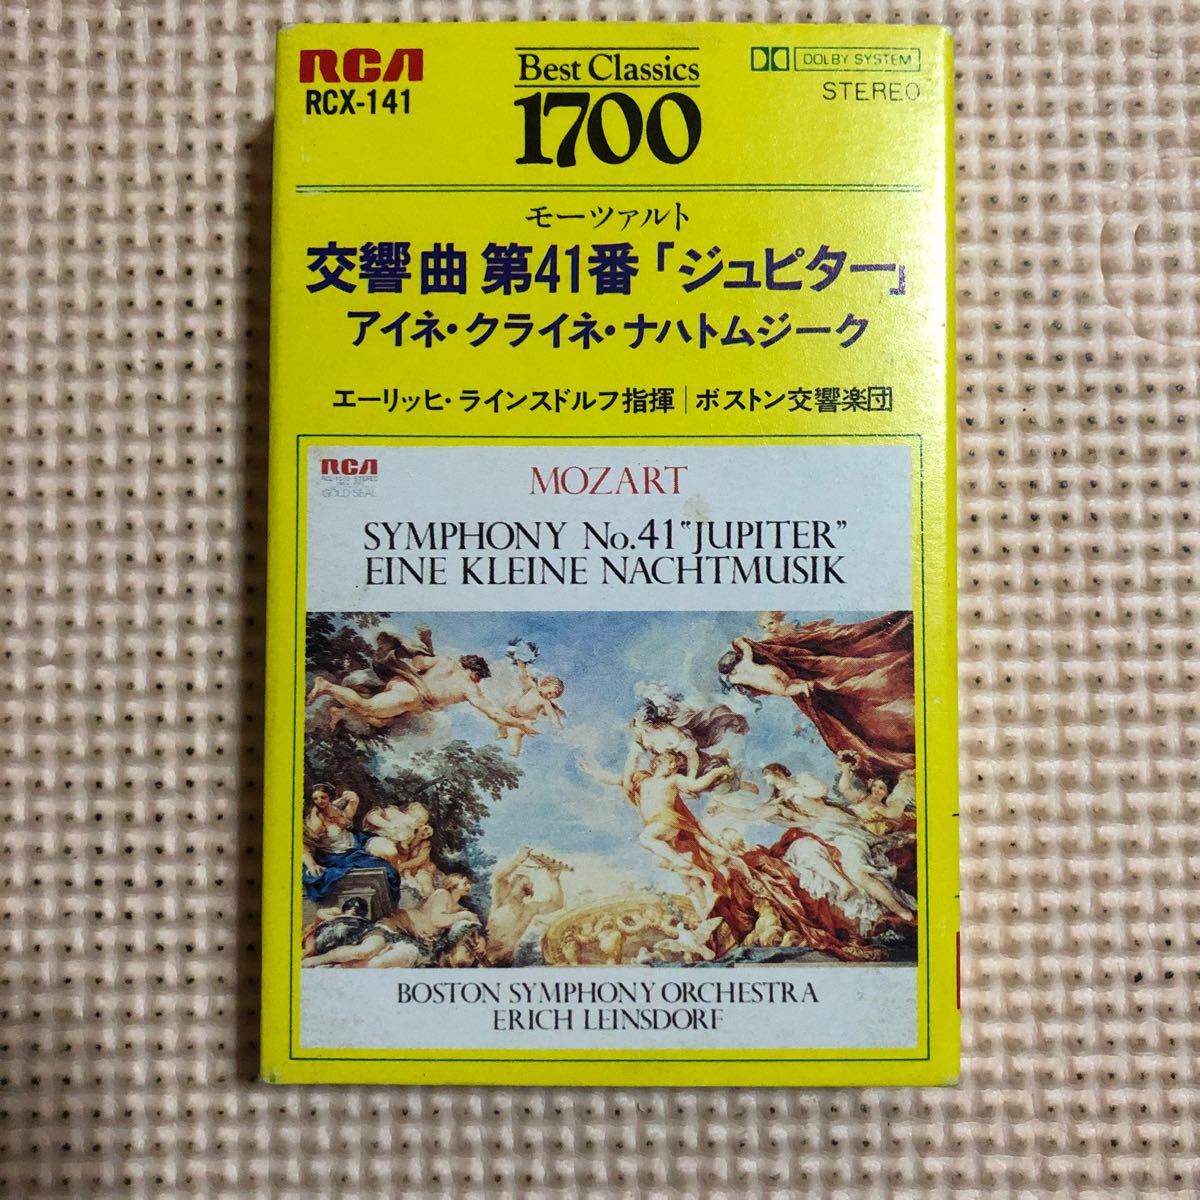 RCA
RCX-141
Best Classics
1700
DOLBY SYSTEM
STEREO
モーツァルト
交響曲 第41番「ジュピター」
アイネ・クライネ・ナハトムジーク
エーリッヒ・ラインスドルフ指揮|ボストン交響楽団
RCA
GOLD SEAL
MOZART
SYMPHONY No.41 "JUPITER"
EINE KLEINE NACHTMUSIK
BOSTON SYMPHONY ORCHESTRA
ERICH LEINSDORF